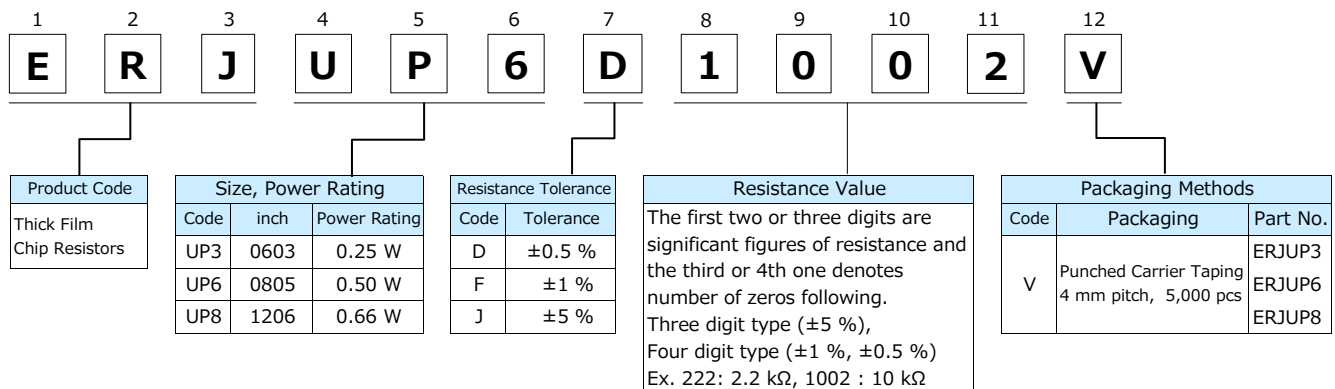 1 2 3 4 5 6 7 8 9 10 11 12
E R J U P 6 D 1 0 0 2 V
Product Code
Thick Film
Chip Resistors
Size, Power Rating
Code inch Power Rating
UP3 0603 0.25 W
UP6 0805 0.50 W
UP8 1206 0.66 W
Resistance Tolerance
Code Tolerance
D ±0.5 %
F ±1 %
J ±5 %
Resistance Value
The first two or three digits are
significant figures of resistance and
the third or 4th one denotes
number of zeros following.
Three digit type (±5 %),
Four digit type (±1 %, ±0.5 %)
Ex. 222: 2.2 kΩ, 1002 : 10 kΩ
Packaging Methods
Code Packaging Part No.
V
Punched Carrier Taping
4 mm pitch, 5,000 pcs
ERJUP3
ERJUP6
ERJUP8